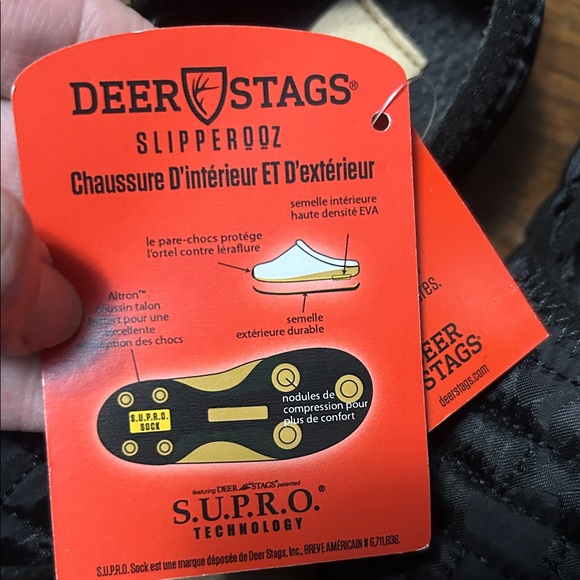 DEER STAGS®
SLIPPEROOZ
Chaussure D'intérieur ET D'extérieur
semelle intérieure
haute densité EVA
le pare-chocs protége
l'ortel contre léraflure
Altron™
coussin talon
pour une
excellente
des chocs
semelle
extérieure durable
S.U.P.R.O.
SOCK
nodules de
compression pour
plus de confort
featuring DEER STAGS® patented
S.U.P.R.O.®
TECHNOLOGY
S.U.P.R.O. Sock est une marque déposée de Deer Stags, Inc., BREVE AMÉRICAIN # 6,711,836.
DEER
STAGS®
deerstags.com